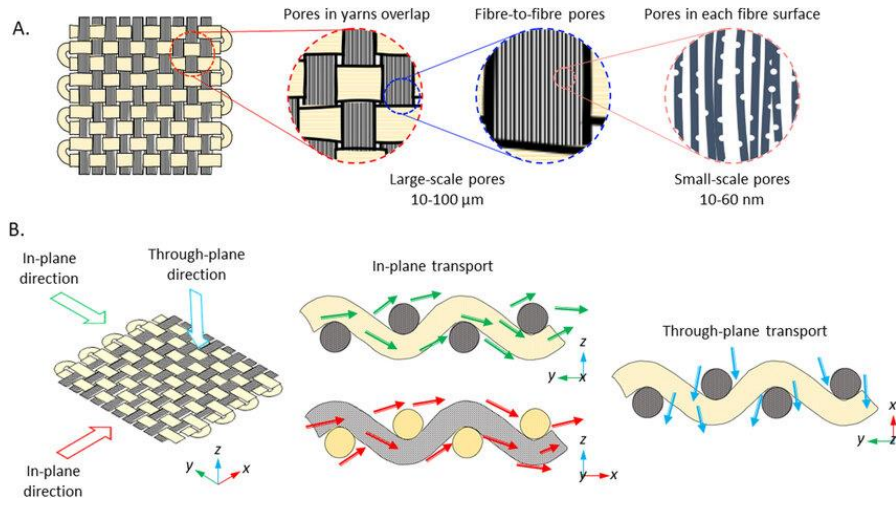 A.
Pores in yarns overlap
Fibre-to-fibre pores
Pores in each fibre surface
Large-scale pores
10-100 µm
Small-scale pores
10-60 nm
B.
In-plane
direction
Through-plane
direction
In-plane
direction
z
y
x
In-plane transport
z
y
x
z
y
x
Through-plane transport
x
z
y